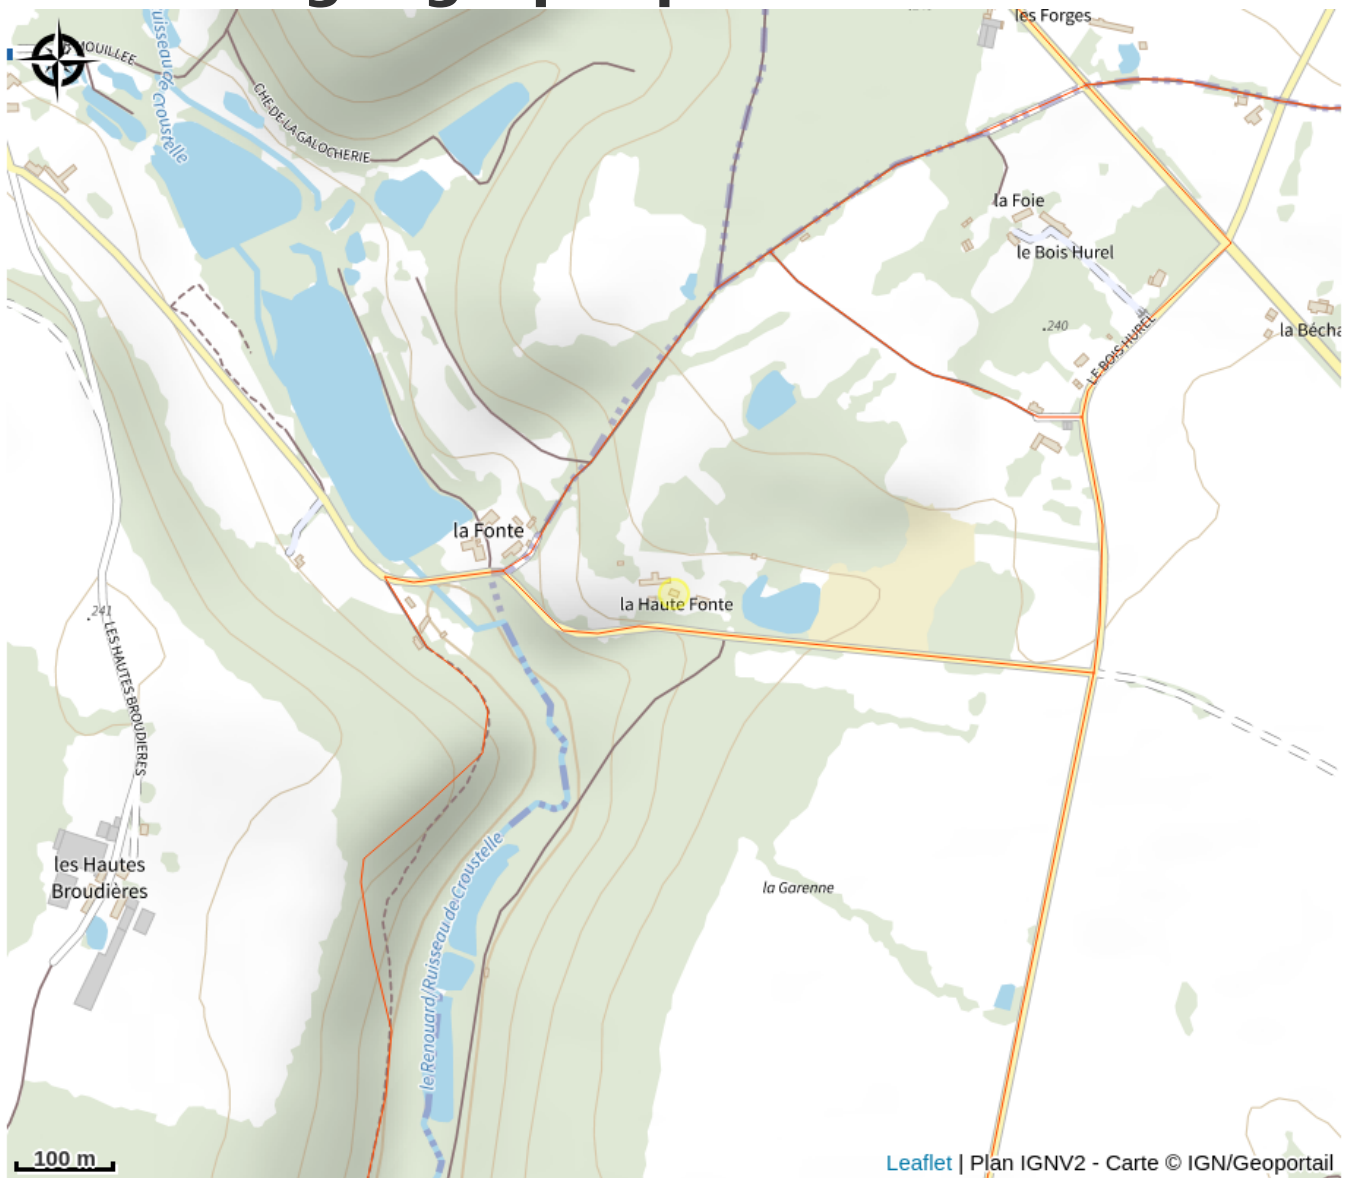 les Forges
MOUILLEE
uisseau de Croustelle
CHE DE LA GALOCHERIE
la Foie
le Bois Hurel
240
la Bécha
LE BOIS HUREL
la Fonte
la Haute Fonte
241
LES HAUTES BROUDIERES
les Hautes
Broudières
la Garenne
le Renouard/Ruisseau de Croustelle
100 m
Leaflet | Plan IGNV2 - Carte © IGN/Geoportail